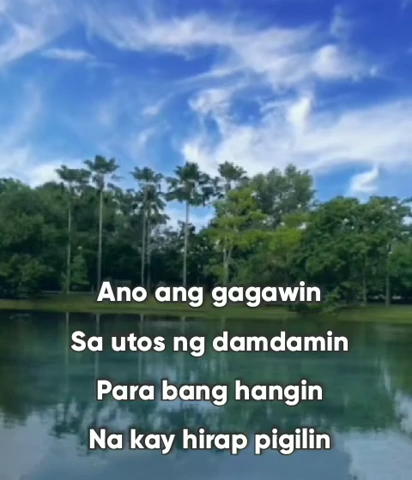 Ano ang gagawin
Sa utos ng damdamin
Para bang hangin
Na kay hirap pigilin